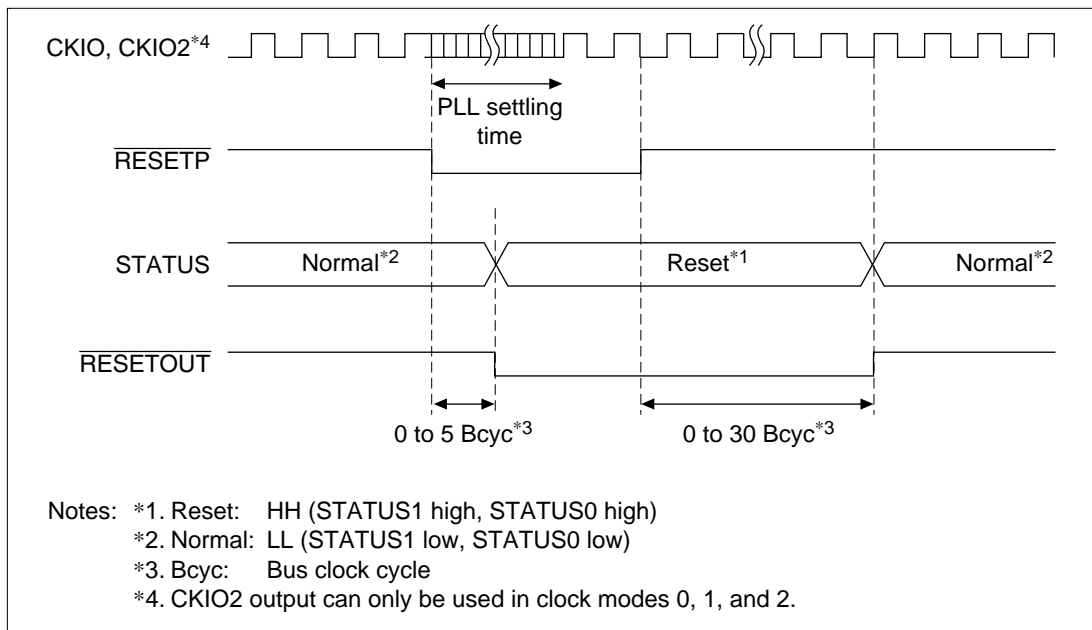 CKIO, CKIO2*4
PLL settling
time
RESETP
STATUS
Normal*2
Reset*1
Normal*2
RESETOUT
0 to 5 Bcyc*3
0 to 30 Bcyc*3
Notes: *1. Reset: HH (STATUS1 high, STATUS0 high)
*2. Normal: LL (STATUS1 low, STATUS0 low)
*3. Bcyc: Bus clock cycle
*4. CKIO2 output can only be used in clock modes 0, 1, and 2.